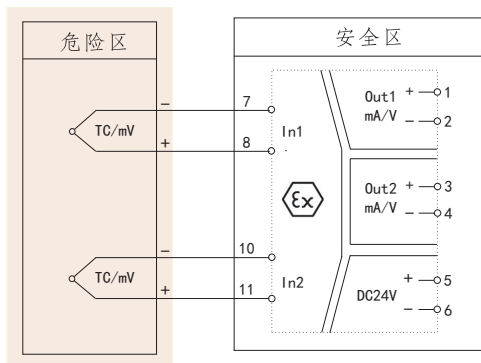 危险区
安全区
− 7
TC/mV
+ 8
In1
Out1 + 1
mA/V − 2
Out2 + 3
mA/V − 4
εx
− 10
TC/mV
+ 11
In2
+ 5
DC24V
− 6